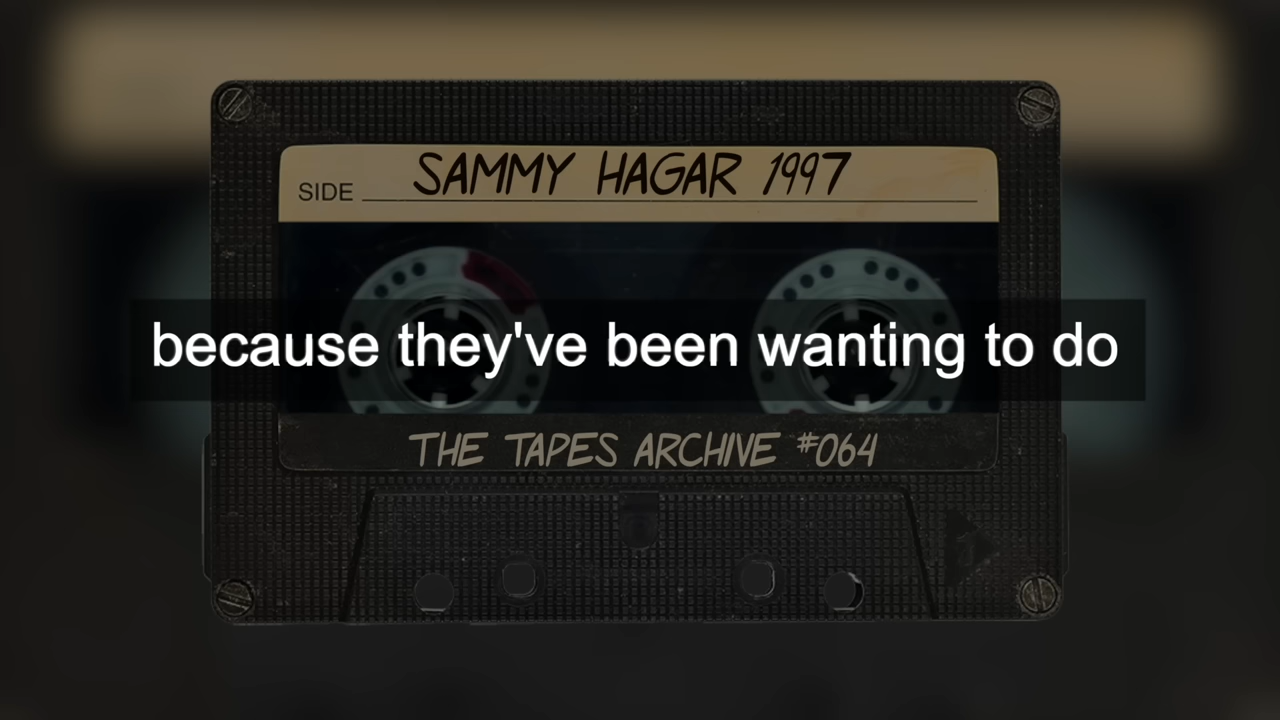 SAMMY HAGAR 1997
SIDE
because they've been wanting to do
THE TAPES ARCHIVE #064